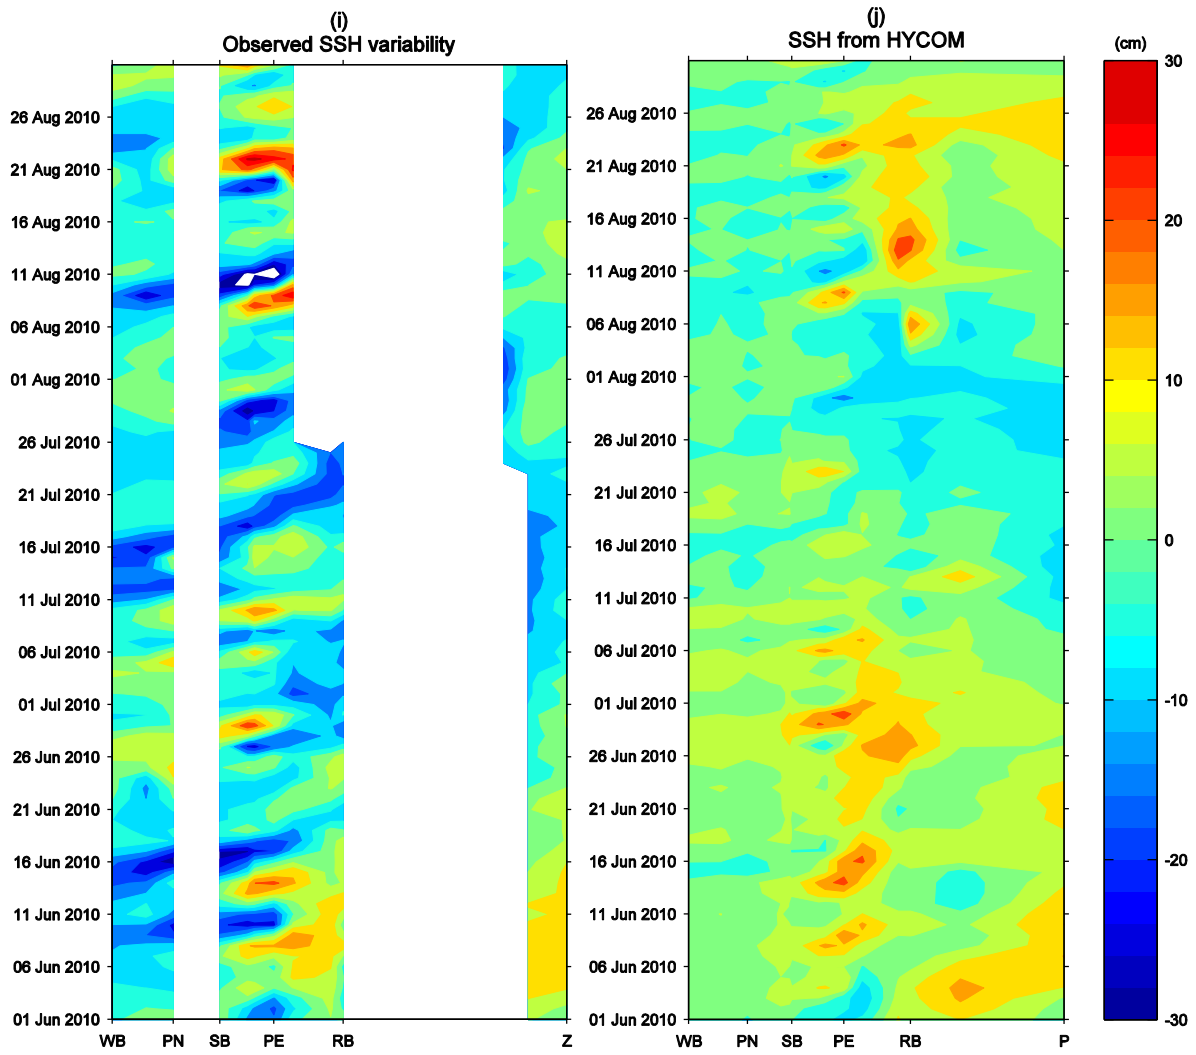 (i)
Observed SSH variability
26 Aug 2010
21 Aug 2010
16 Aug 2010
11 Aug 2010
06 Aug 2010
01 Aug 2010
26 Jul 2010
21 Jul 2010
16 Jul 2010
11 Jul 2010
06 Jul 2010
01 Jul 2010
26 Jun 2010
21 Jun 2010
16 Jun 2010
11 Jun 2010
06 Jun 2010
01 Jun 2010
WB PN SB PE RB Z
(j)
SSH from HYCOM
26 Aug 2010
21 Aug 2010
16 Aug 2010
11 Aug 2010
06 Aug 2010
01 Aug 2010
26 Jul 2010
21 Jul 2010
16 Jul 2010
11 Jul 2010
06 Jul 2010
01 Jul 2010
26 Jun 2010
21 Jun 2010
16 Jun 2010
11 Jun 2010
06 Jun 2010
01 Jun 2010
WB PN SB PE RB P
(cm)
30
20
10
0
-10
-20
-30